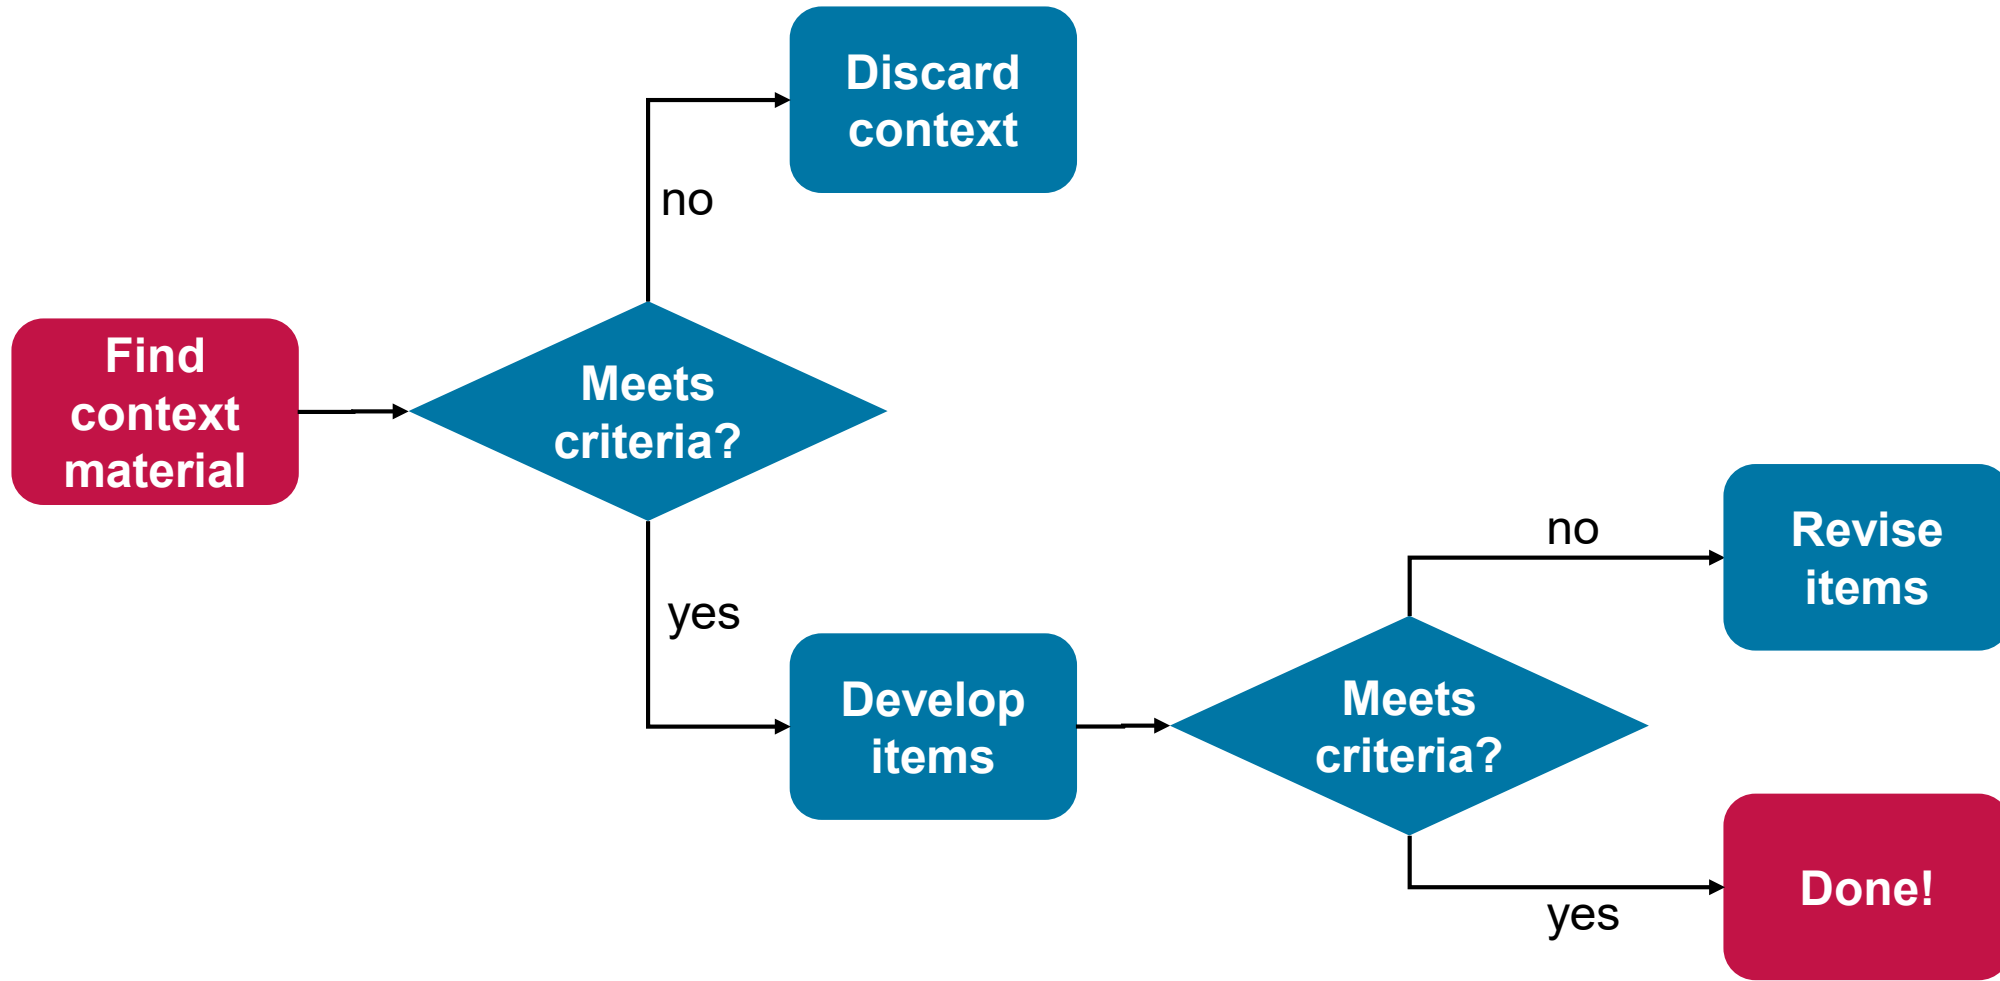 Discard
context
no
Find
context
material
Meets
criteria?
yes
Develop
items
Meets
criteria?
no
Revise
items
yes
Done!